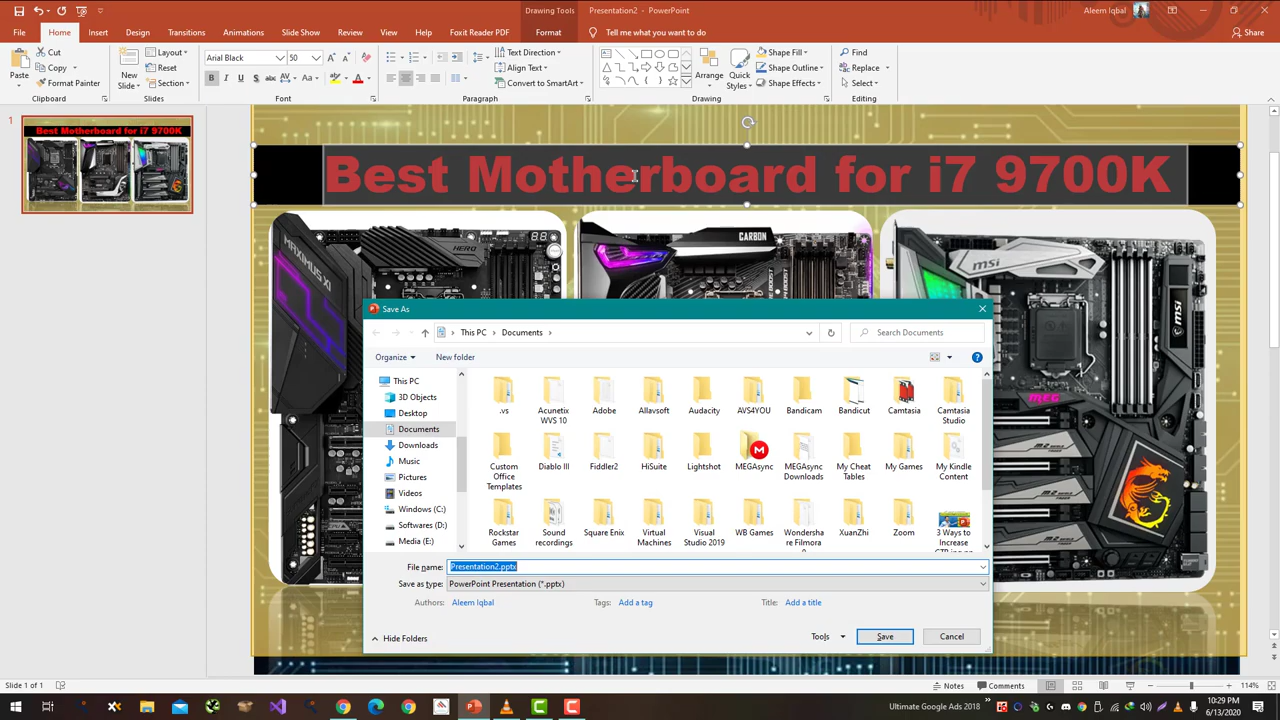 Drawing Tools
Presentation2 - PowerPoint
Aleem Iqbal
File
Home
Insert
Design
Transitions
Animations
Slide Show
Review
View
Help
Foxit Reader PDF
Format
Tell me what you want to do
Share
Paste
Cut
Copy
Format Painter
Clipboard
New
Slide
Layout
Reset
Section
Slides
Arial Black
50
Font
Text Direction
Align Text
Convert to SmartArt
Paragraph
Arrange
Quick
Styles
Shape Fill
Shape Outline
Shape Effects
Drawing
Find
Replace
Select
Editing
1
Best Motherboard for i7 9700K
Best Motherboard for i7 9700K
MAXIMUS XI
HERO
CARBON
msi
msi
MEG
Save As
This PC
Documents
Search Documents
Organize
New folder
This PC
3D Objects
Desktop
Documents
Downloads
Music
Pictures
Videos
Windows (C:)
Softwares (D:)
Media (E:)
.vs
Acunetix
WVS 10
Adobe
Allavsoft
Audacity
AVS4YOU
Bandicam
Bandicut
Camtasia
Camtasia
Studio
Custom
Office
Templates
Diablo III
Fiddler2
HiSuite
Lightshot
MEGAsync
MEGAsync
Downloads
My Cheat
Tables
My Games
My Kindle
Content
Rockstar
Games
Sound
recordings
Square Enix
Virtual
Machines
Visual
Studio 2019
WB Games
Wondersha
re Filmora
XuanZhi
Zoom
3 Ways to
Increase
File name:
Presentation2.pptx
Save as type:
PowerPoint Presentation (*.pptx)
Authors:
Aleem Iqbal
Tags:
Add a tag
Title:
Add a title
Hide Folders
Tools
Save
Cancel
Slide 1 of 1
Notes
Comments
114%
Ultimate Google Ads 2018
10:29 PM
6/13/2020